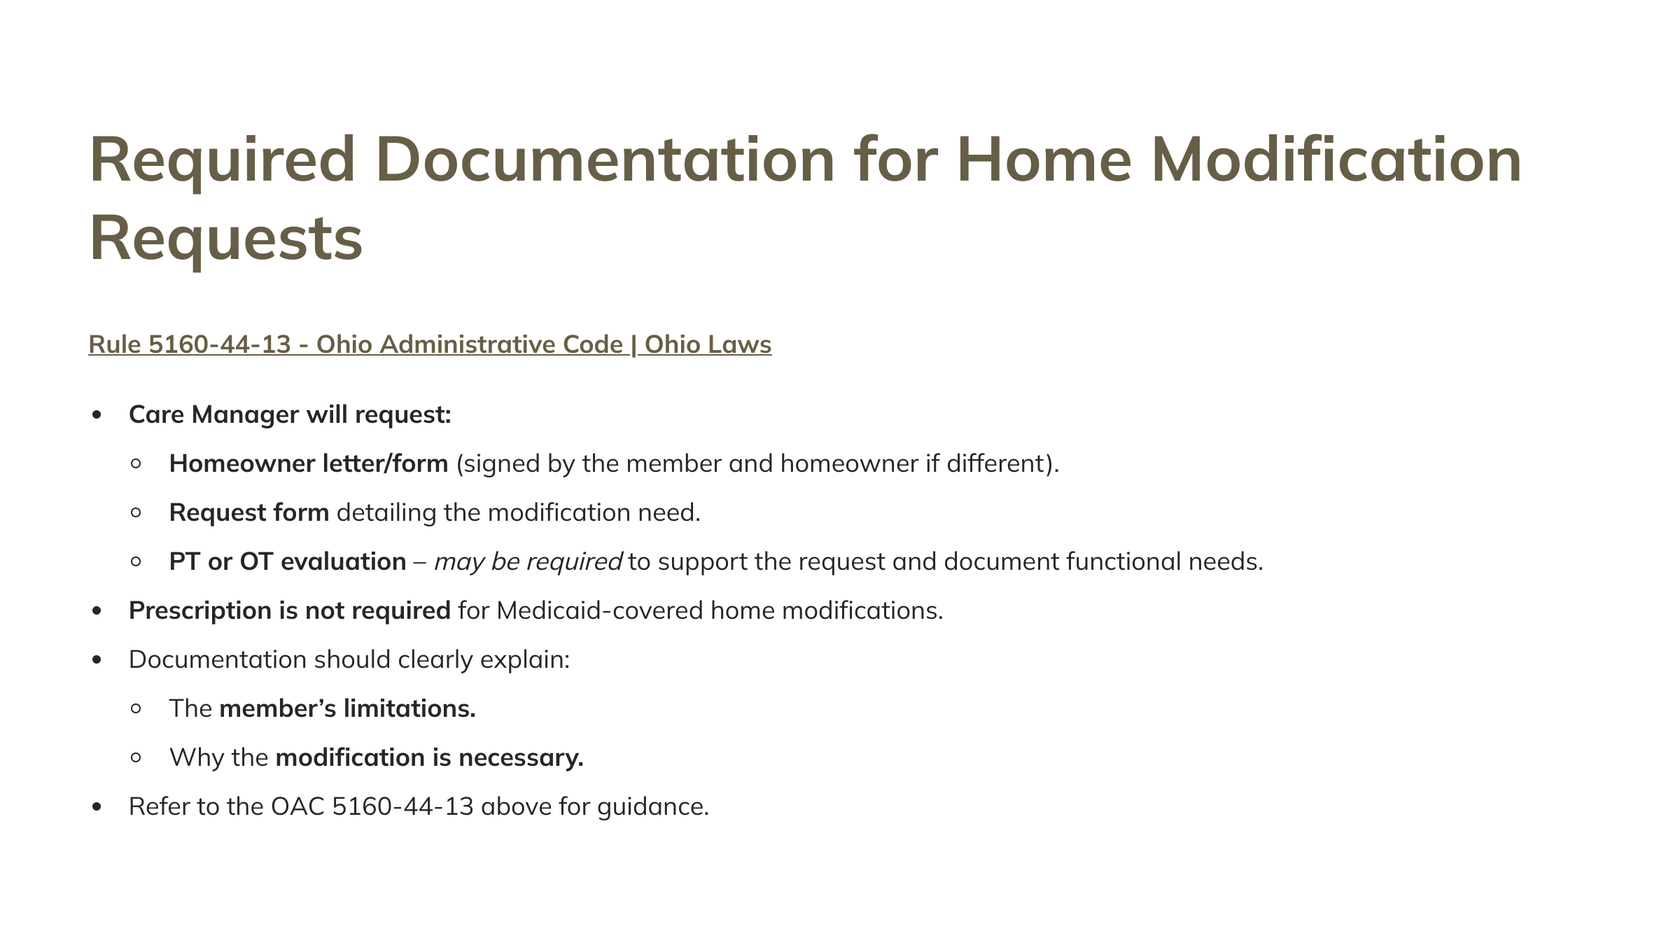 Required Documentation for Home Modification
Requests
Rule 5160-44-13 - Ohio Administrative Code | Ohio Laws
• Care Manager will request:
○ Homeowner letter/form (signed by the member and homeowner if different).
○ Request form detailing the modification need.
○ PT or OT evaluation – may be required to support the request and document functional needs.
• Prescription is not required for Medicaid-covered home modifications.
• Documentation should clearly explain:
○ The member’s limitations.
○ Why the modification is necessary.
• Refer to the OAC 5160-44-13 above for guidance.